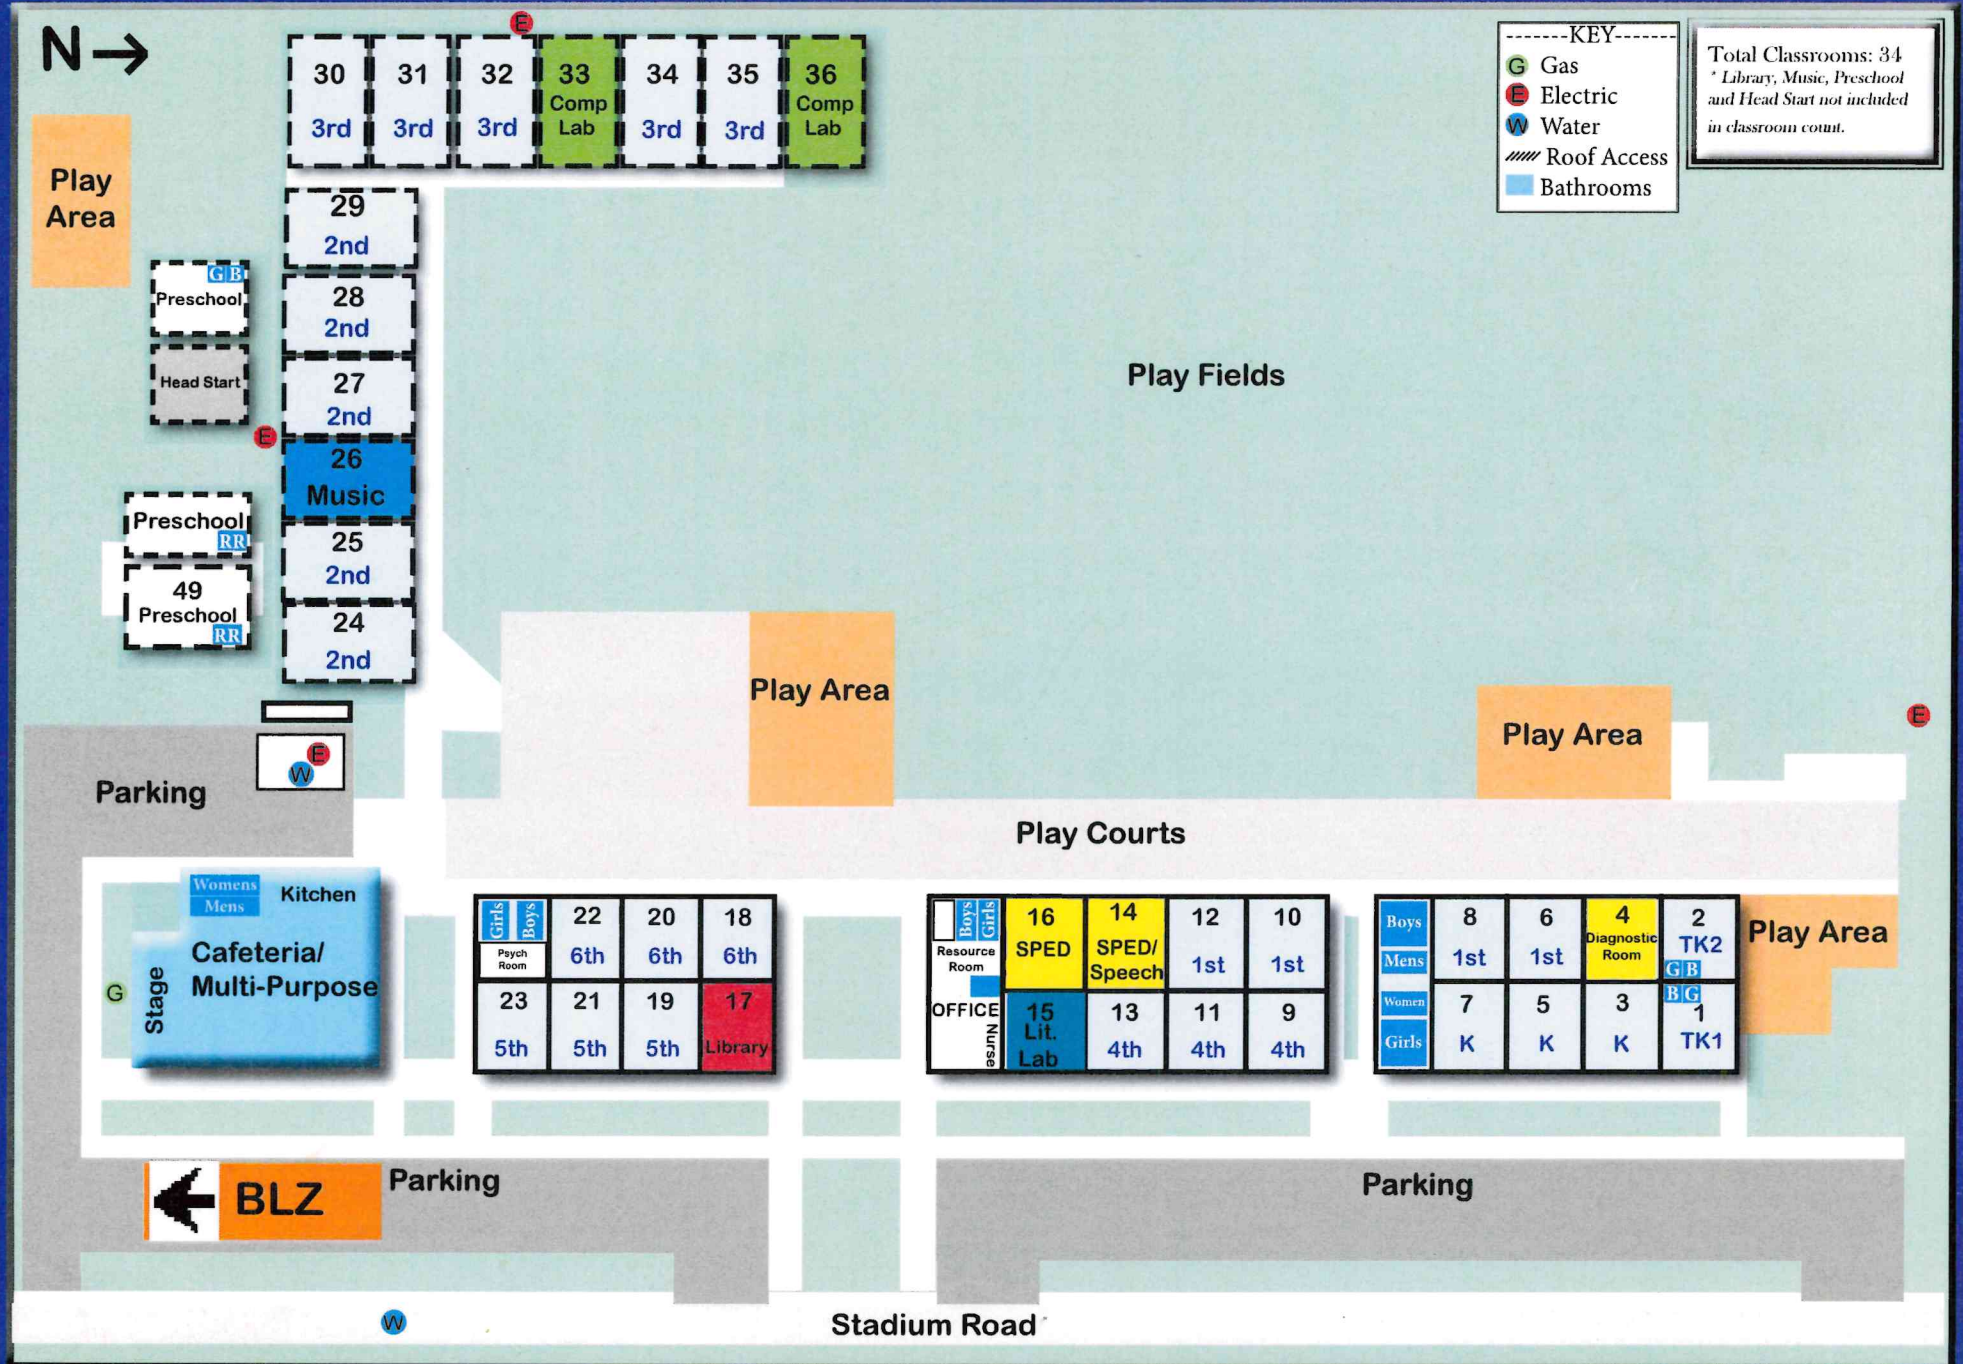 N→
-------KEY-------
G Gas
E Electric
W Water
Roof Access
Bathrooms
Total Classrooms: 34
* Library, Music, Preschool
and Head Start not included
in classroom count.
E
30
3rd
31
3rd
32
3rd
33
Comp
Lab
34
3rd
35
3rd
36
Comp
Lab
Play
Area
29
2nd
28
2nd
27
2nd
26
Music
25
2nd
24
2nd
G B
Preschool
Head Start
E
Preschool
RR
49
Preschool
RR
Play Fields
Play Area
Play Area
E
Parking
E
W
Play Courts
Womens
Mens
Kitchen
Cafeteria/
Multi-Purpose
Stage
G
Girls
Boys
Psych
Room
22
6th
20
6th
18
6th
23
5th
21
5th
19
5th
17
Library
Boys
Girls
Resource
Room
OFFICE
Nurse
16
SPED
14
SPED/
Speech
12
1st
10
1st
15
Lit.
Lab
13
4th
11
4th
9
4th
Boys
Mens
Women
Girls
8
1st
6
1st
4
Diagnostic
Room
2
TK2
G B
7
K
5
K
3
K
B G
1
TK1
Play Area
BLZ
Parking
Parking
W
Stadium Road